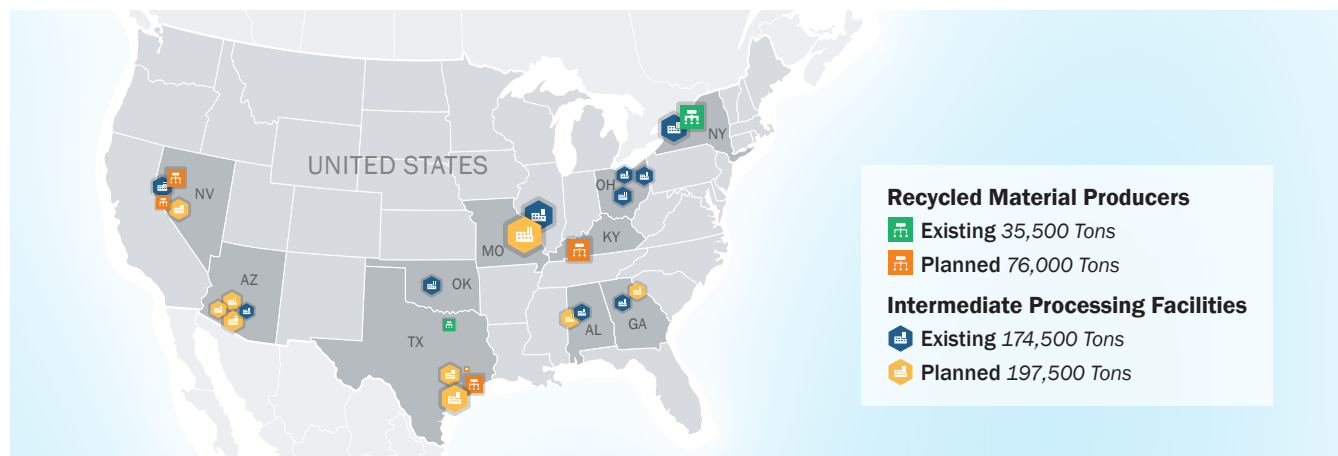 UNITED STATES
NV
AZ
OK
TX
MO
KY
OH
NY
AL
GA
Recycled Material Producers
Existing 35,500 Tons
Planned 76,000 Tons
Intermediate Processing Facilities
Existing 174,500 Tons
Planned 197,500 Tons